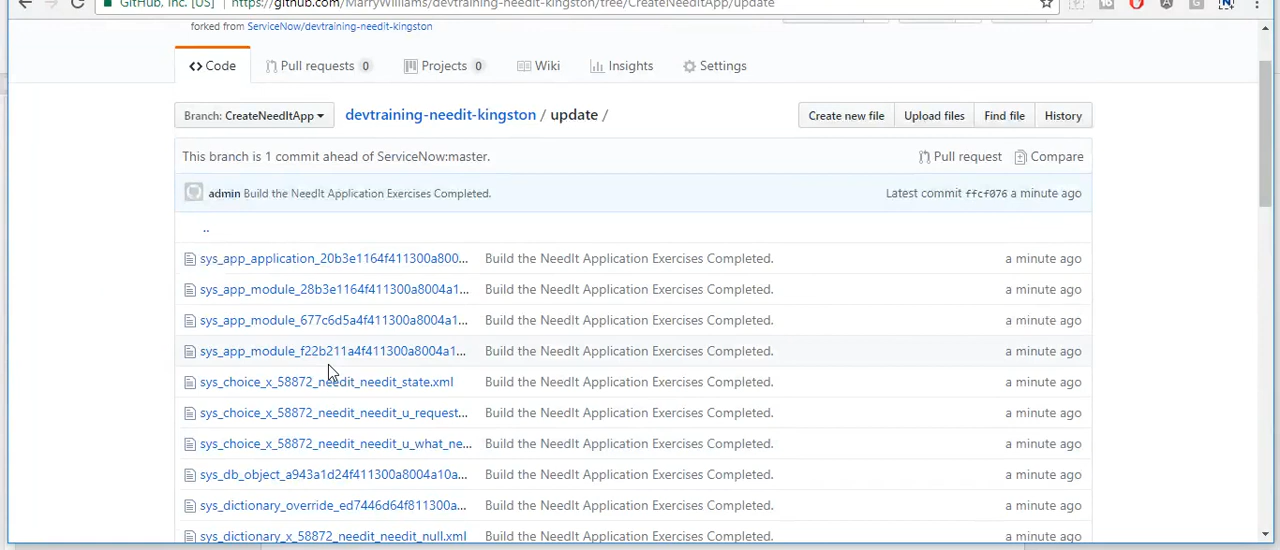 GitHub, Inc. [US] https://github.com/MarryWilliams/devtraining-needit-kingston/tree/CreateNeedItApp/update
forked from ServiceNow/devtraining-needit-kingston
Code Pull requests 0 Projects 0 Wiki Insights Settings
Branch: CreateNeedItApp devtraining-needit-kingston / update / Create new file Upload files Find file History
This branch is 1 commit ahead of ServiceNow:master. Pull request Compare
admin Build the NeedIt Application Exercises Completed. Latest commit ffcf076 a minute ago
..
sys_app_application_20b3e1164f411300a800... Build the NeedIt Application Exercises Completed. a minute ago
sys_app_module_28b3e1164f411300a8004a1... Build the NeedIt Application Exercises Completed. a minute ago
sys_app_module_677c6d5a4f411300a8004a1... Build the NeedIt Application Exercises Completed. a minute ago
sys_app_module_f22b211a4f411300a8004a1... Build the NeedIt Application Exercises Completed. a minute ago
sys_choice_x_58872_needit_needit_state.xml Build the NeedIt Application Exercises Completed. a minute ago
sys_choice_x_58872_needit_needit_u_request... Build the NeedIt Application Exercises Completed. a minute ago
sys_choice_x_58872_needit_needit_u_what_ne... Build the NeedIt Application Exercises Completed. a minute ago
sys_db_object_a943a1d24f411300a8004a10a... Build the NeedIt Application Exercises Completed. a minute ago
sys_dictionary_override_ed7446d64f811300a... Build the NeedIt Application Exercises Completed. a minute ago
sys_dictionary_x_58872_needit_needit_null.xml Build the NeedIt Application Exercises Completed. a minute ago